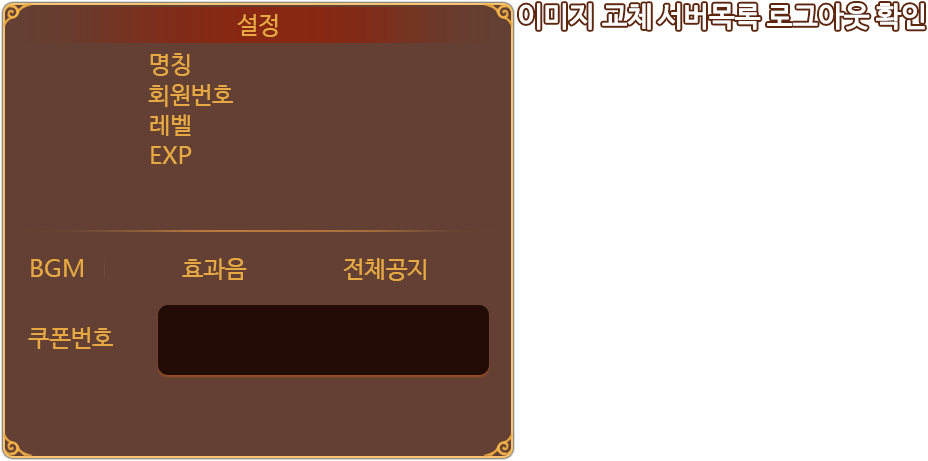 설정
이미지 교체 서버목록 로그아웃 확인
명칭
회원번호
레벨
EXP
BGM 효과음 전체공지
쿠폰번호